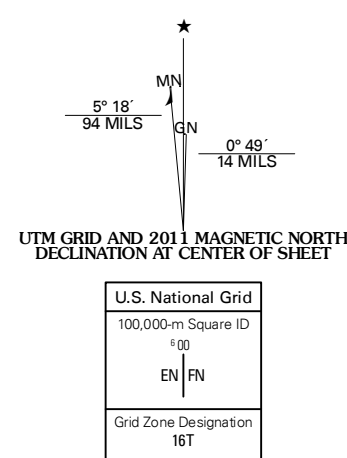 ★
MN
5° 18´
94 MILS
GN
0° 49´
14 MILS
UTM GRID AND 2011 MAGNETIC NORTH
DECLINATION AT CENTER OF SHEET
U.S. National Grid
100,000-m Square ID
⁶00
EN FN
Grid Zone Designation
16T